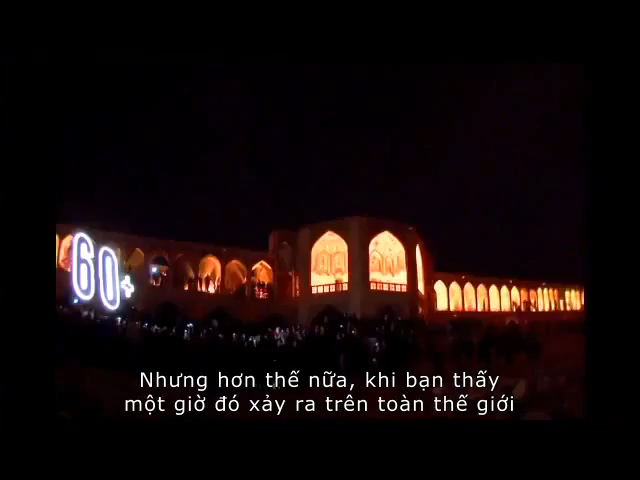 60+
Nhưng hơn thế nữa, khi bạn thấy
một giờ đó xảy ra trên toàn thế giới